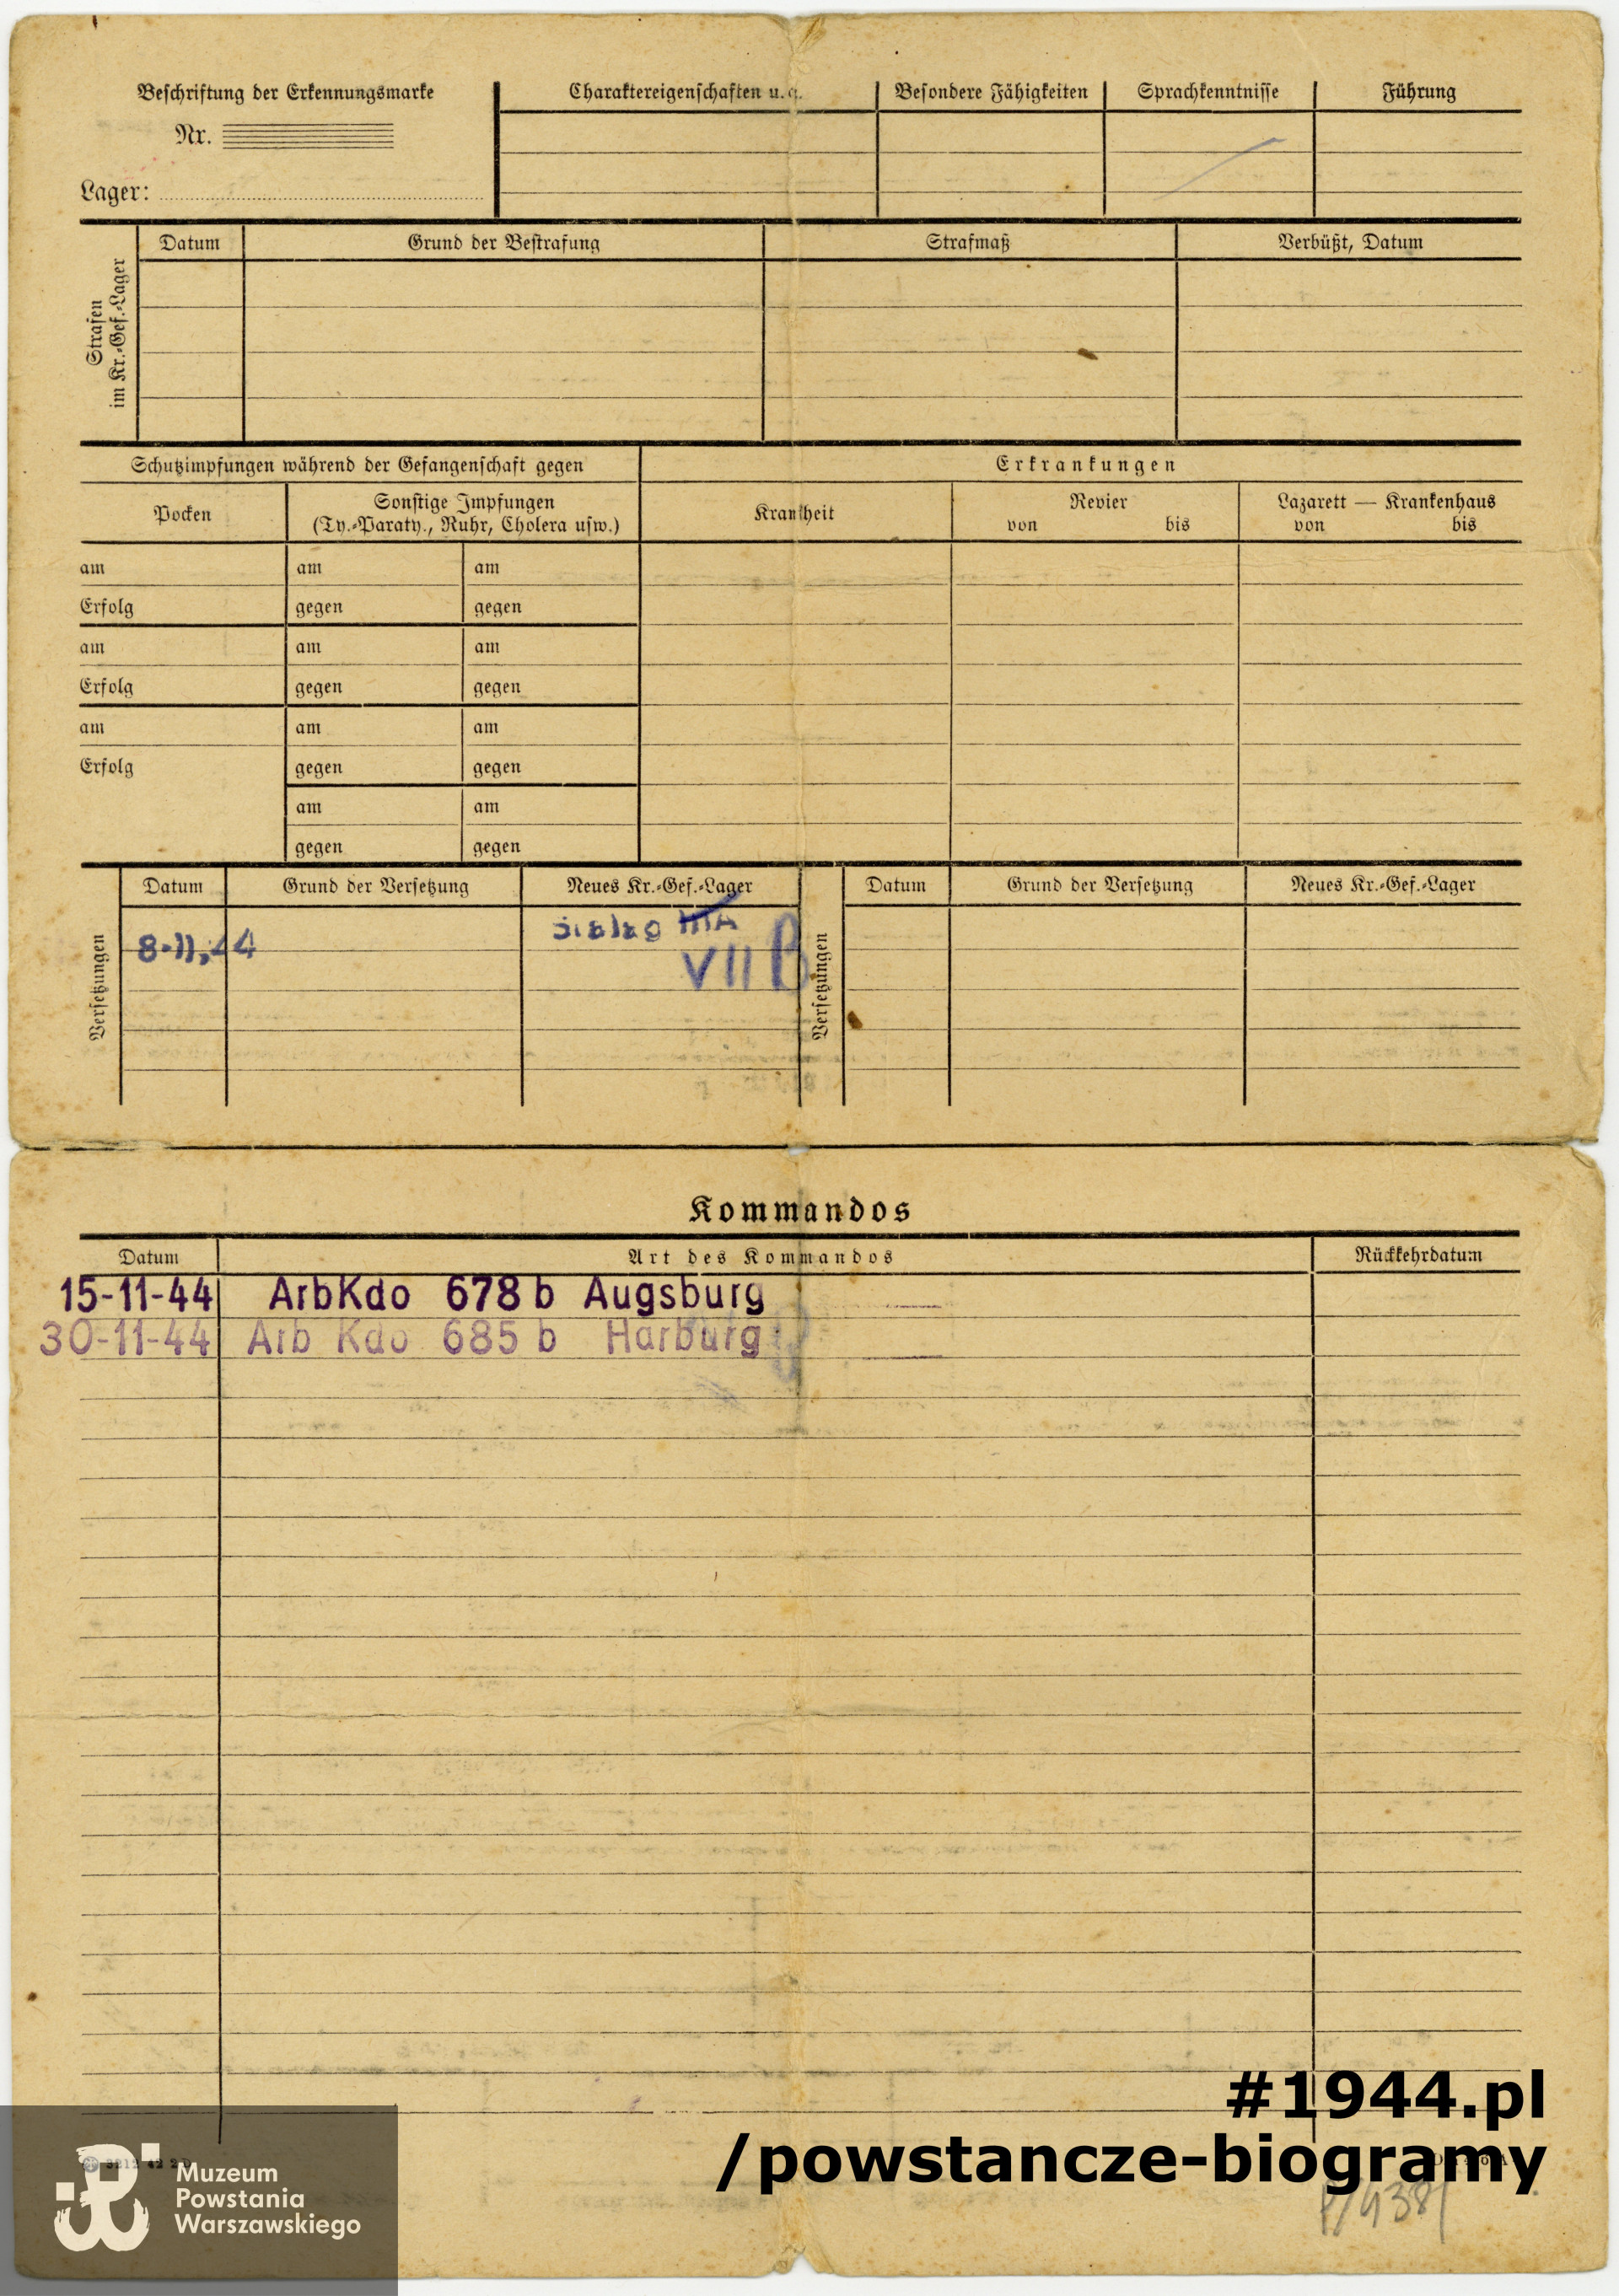 Beschriftung der Erkennungsmarke
Nr.
Lager:
Charaktereigenschaften u. a.
Besondere Fähigkeiten
Sprachkenntnisse
Führung
Strafen
im Kr.-Gef.-Lager
Datum
Grund der Bestrafung
Strafmaß
Verbüßt, Datum
Schutzimpfungen während der Gefangenschaft gegen
Erkrankungen
Pocken
Sonstige Impfungen
(Ty.-Paraty., Ruhr, Cholera usw.)
Krankheit
Revier
von bis
Lazarett — Krankenhaus
von bis
am am am
Erfolg gegen gegen
am am am
Erfolg gegen gegen
am am am
Erfolg gegen gegen
am am
gegen gegen
Versetzungen
Datum
Grund der Versetzung
Neues Kr.-Gef.-Lager
8-11.44
Stalag
VII B
Versetzungen
Datum
Grund der Versetzung
Neues Kr.-Gef.-Lager
Kommandos
Datum
Art des Kommandos
Rückkehrdatum
15-11-44 ArbKdo 678 b Augsburg
30-11-44 Arb Kdo 685 b Harburg
#1944.pl
/powstancze-biogramy
3212 42 2D
Muzeum
Powstania
Warszawskiego